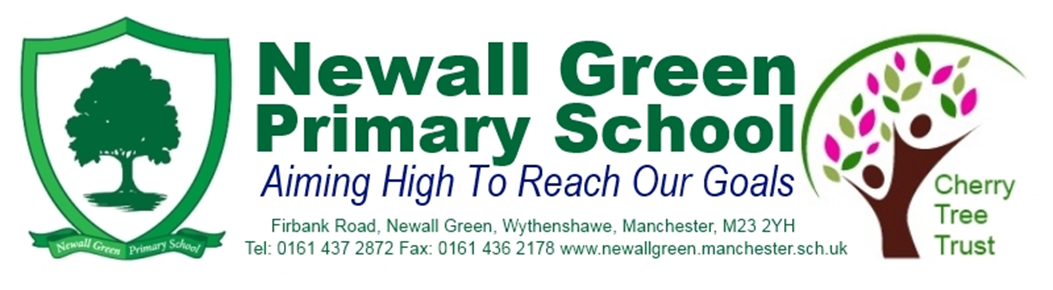 Newall Green
Primary School
Aiming High To Reach Our Goals
Firbank Road, Newall Green, Wythenshawe, Manchester, M23 2YH
Tel: 0161 437 2872 Fax: 0161 436 2178 www.newallgreen.manchester.sch.uk
Newall Green Primary School
Cherry
Tree
Trust